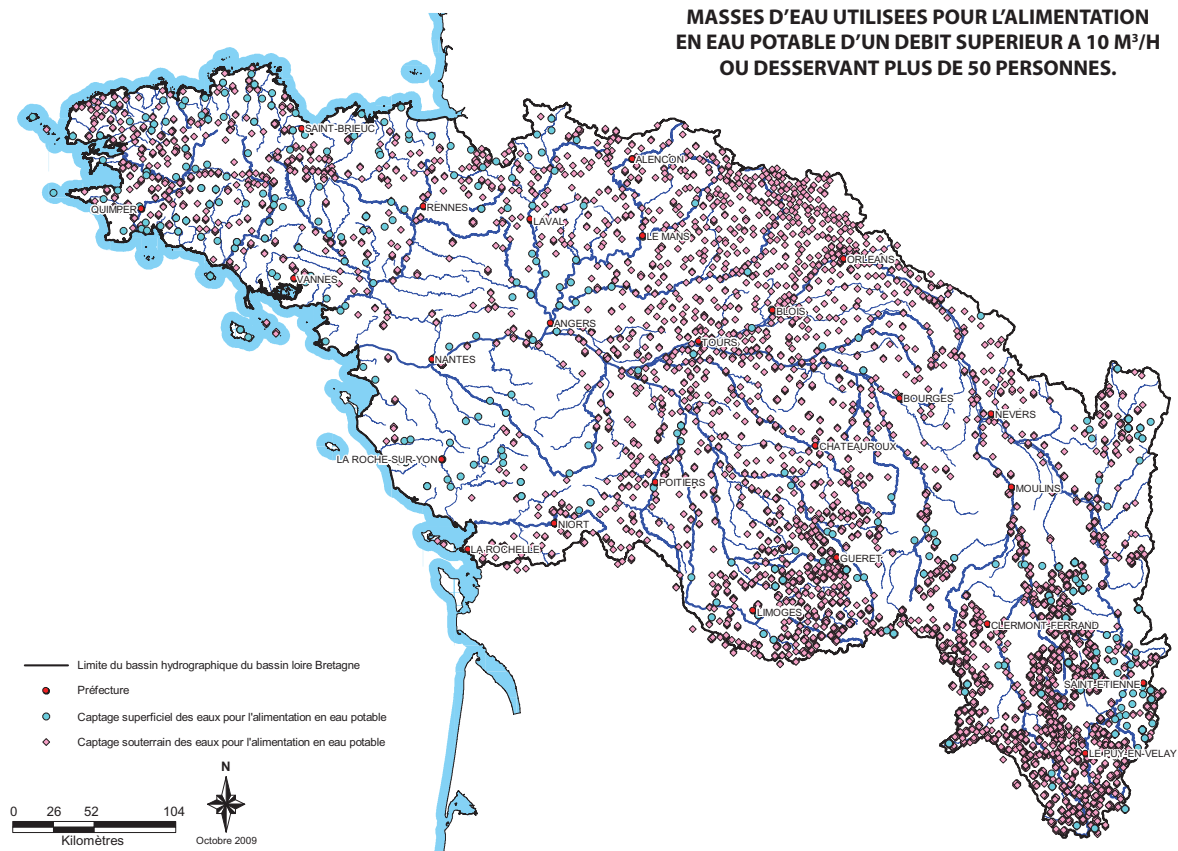 MASSES D'EAU UTILISEES POUR L'ALIMENTATION
EN EAU POTABLE D'UN DEBIT SUPERIEUR A 10 M³/H
OU DESSERVANT PLUS DE 50 PERSONNES.
SAINT-BRIEUC
ALENCON
QUIMPER
RENNES
LAVAL
LE MANS
ORLEANS
VANNES
BLOIS
ANGERS
TOURS
NANTES
BOURGES
NEVERS
CHATEAUROUX
LA ROCHE-SUR-YON
POITIERS
MOULINS
NIORT
LA ROCHELLE
GUERET
LIMOGES
CLERMONT-FERRAND
SAINT-ETIENNE
LE PUY-EN-VELAY
Limite du bassin hydrographique du bassin loire Bretagne
Préfecture
Captage superficiel des eaux pour l'alimentation en eau potable
Captage souterrain des eaux pour l'alimentation en eau potable
N
0 26 52 104
Kilomètres
Octobre 2009